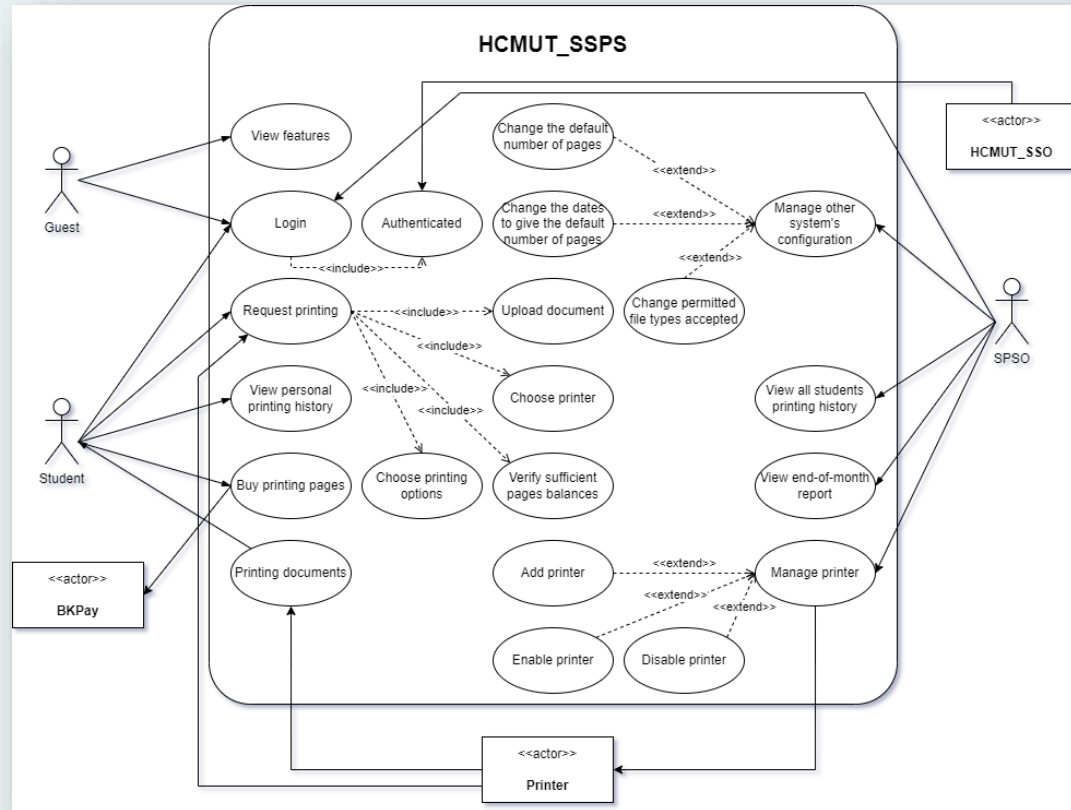 HCMUT_SSPS
<<actor>>
HCMUT_SSO
View features
Change the default
number of pages
<<extend>>
Guest
Login
Authenticated
Change the dates
to give the default
number of pages
<<extend>>
Manage other
system's
configuration
<<include>>
<<extend>>
Request printing
<<include>>
Upload document
Change permitted
file types accepted
SPSO
<<include>>
<<include>>
<<include>>
View personal
printing history
Choose printer
View all students
printing history
Student
Buy printing pages
Choose printing
options
Verify sufficient
pages balances
View end-of-month
report
<<actor>>
BKPay
Printing documents
Add printer
<<extend>>
Manage printer
<<extend>>
<<extend>>
Enable printer
Disable printer
<<actor>>
Printer